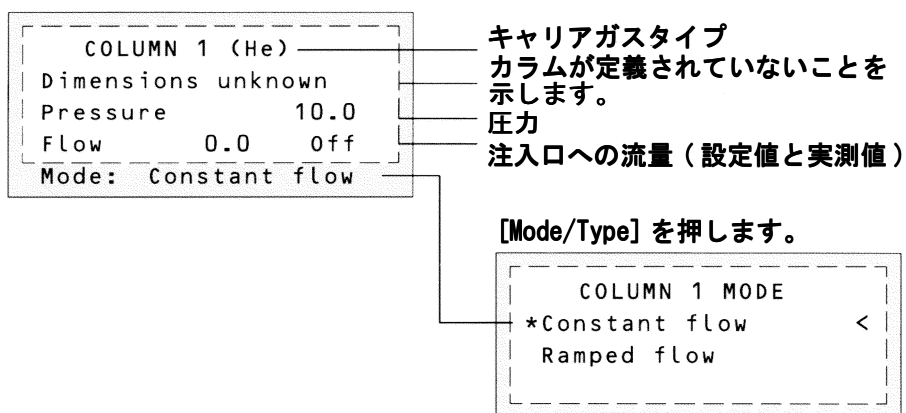 COLUMN 1 (He)
Dimensions unknown
Pressure 10.0
Flow 0.0 Off
Mode: Constant flow
キャリアガスタイプ
カラムが定義されていないことを
示します。
圧力
注入口への流量 ( 設定値と実測値 )
[Mode/Type] を押します。
COLUMN 1 MODE
*Constant flow <
Ramped flow